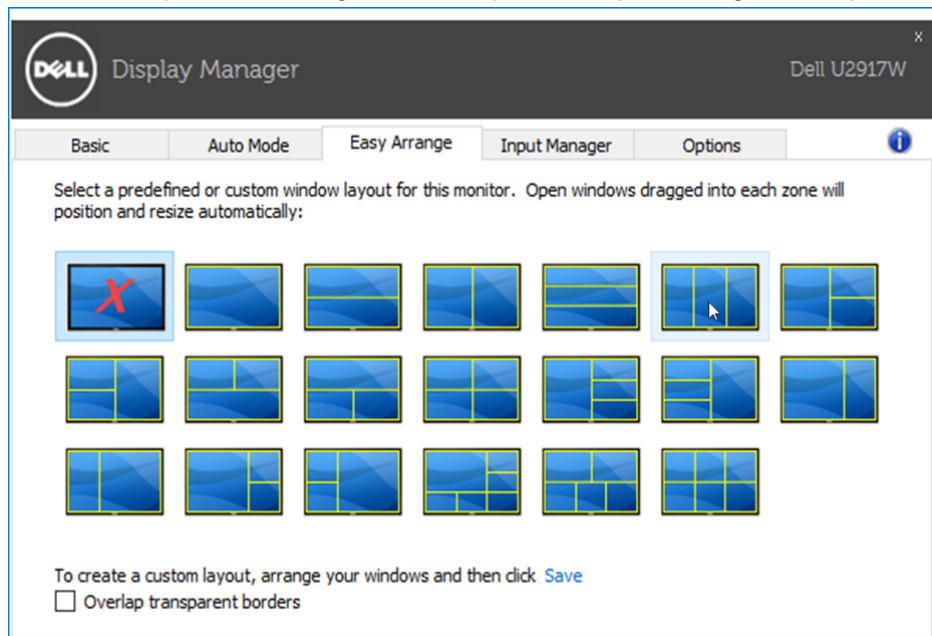 DELL Display Manager
x
Dell U2917W
Basic Auto Mode Easy Arrange Input Manager Options i
Select a predefined or custom window layout for this monitor. Open windows dragged into each zone will
position and resize automatically:
X
To create a custom layout, arrange your windows and then click Save
Overlap transparent borders